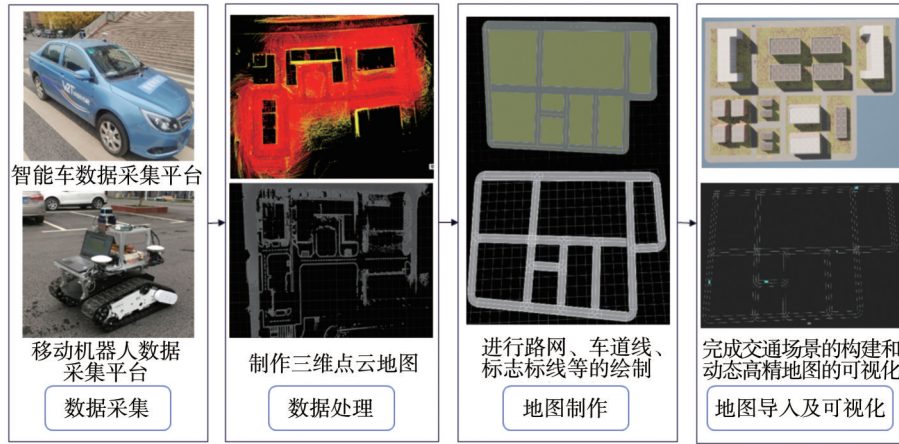 智能车数据采集平台
移动机器人数据
采集平台
数据采集
制作三维点云地图
数据处理
进行路网、车道线、
标志标线等的绘制
地图制作
完成交通场景的构建和
动态高精地图的可视化
地图导入及可视化